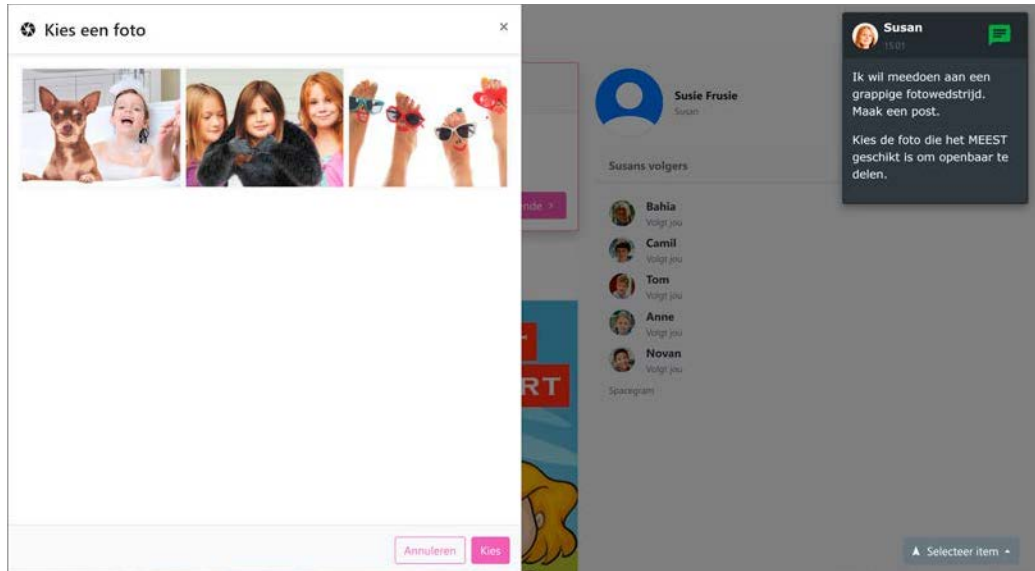 Kies een foto
×
Annuleren
Kies
nde >
RT
Susie Frusie
Susan
Susans volgers
Bahia
Volgt jou
Camil
Volgt jou
Tom
Volgt jou
Anne
Volgt jou
Novan
Volgt jou
Spacegram
Susan
15:01
Ik wil meedoen aan een
grappige fotowedstrijd.
Maak een post.
Kies de foto die het MEEST
geschikt is om openbaar te
delen.
Selecteer item